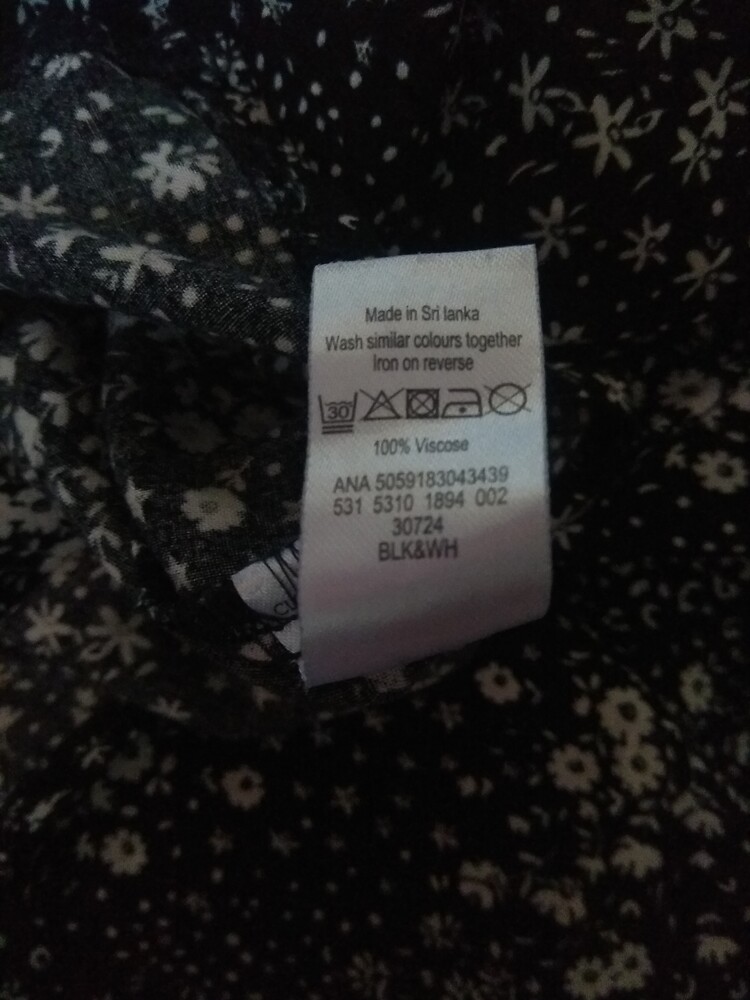 Made in Sri lanka
Wash similar colours together
Iron on reverse
30
100% Viscose
ANA 5059183043439
531 5310 1894 002
30724
BLK&WH